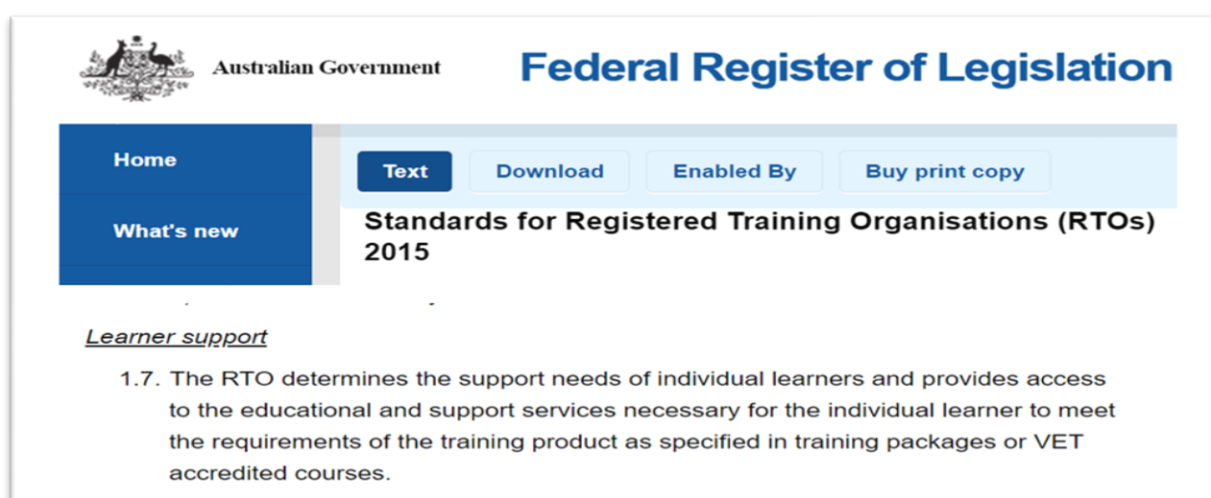 Australian Government
Federal Register of Legislation
Home
Text
Download
Enabled By
Buy print copy
What's new
Standards for Registered Training Organisations (RTOs)
2015
Learner support
1.7. The RTO determines the support needs of individual learners and provides access
to the educational and support services necessary for the individual learner to meet
the requirements of the training product as specified in training packages or VET
accredited courses.